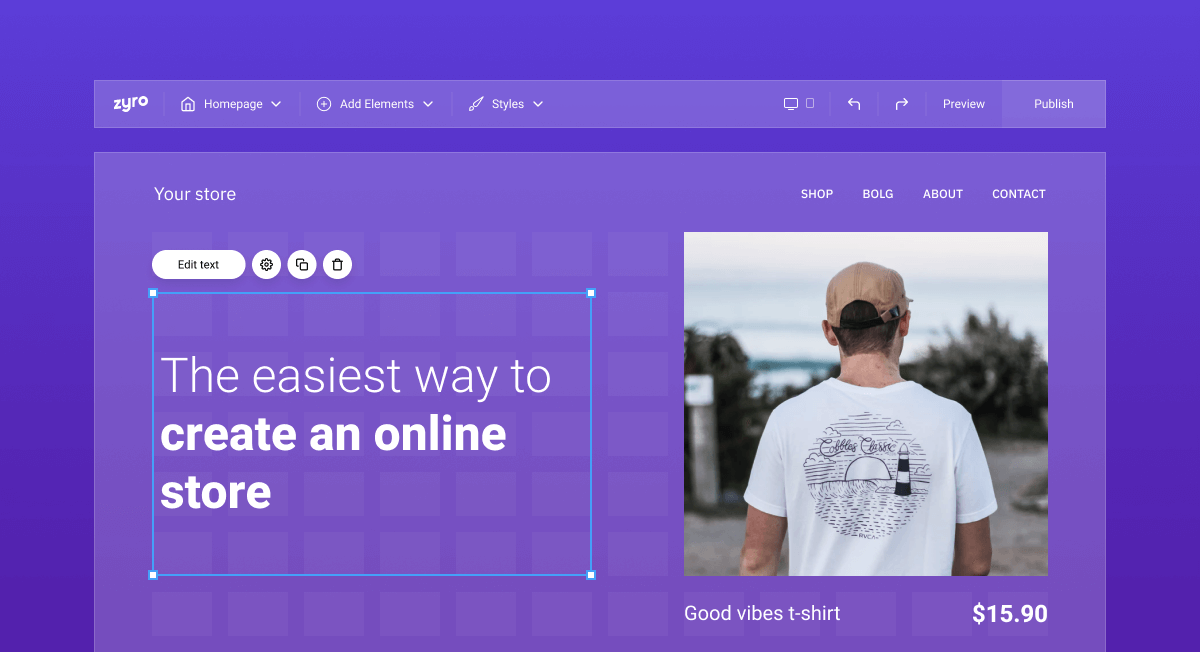 zyro Homepage Add Elements Styles Preview Publish
Your store SHOP BOLG ABOUT CONTACT
Edit text
The easiest way to
create an online
store
Cobbles Classic
RVCA
Good vibes t-shirt $15.90